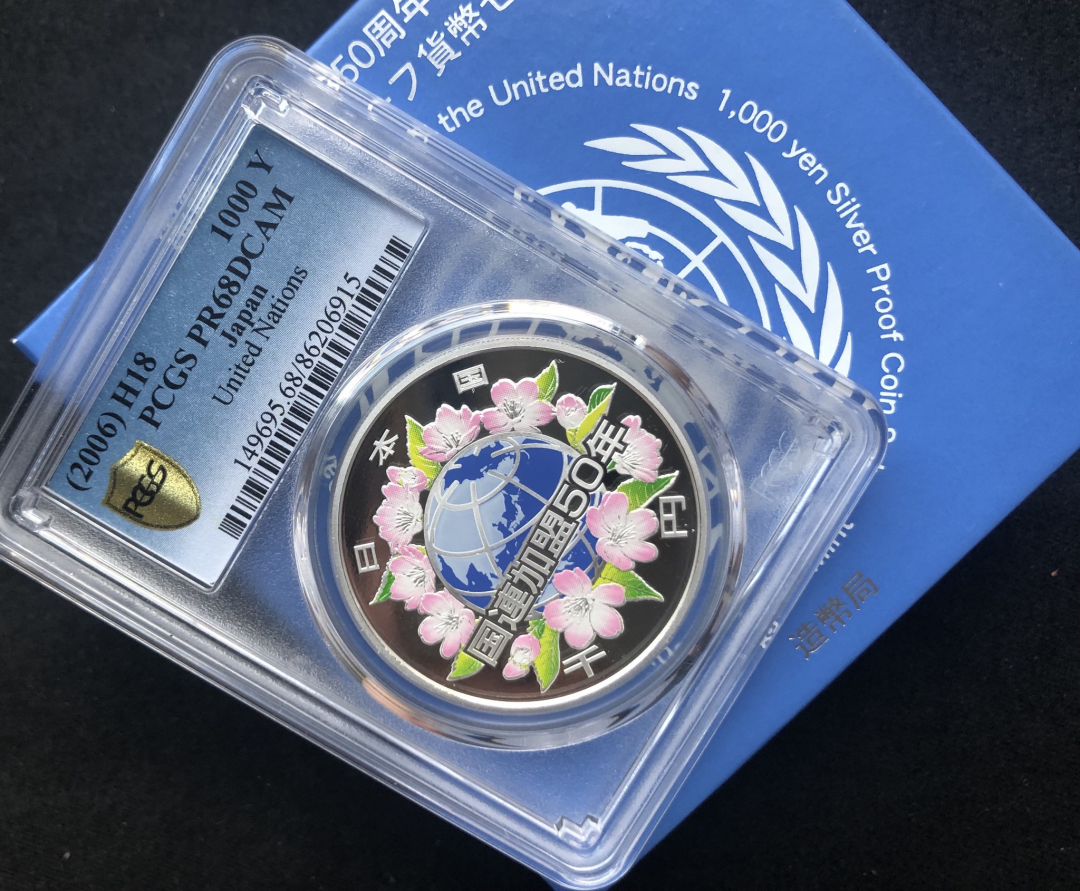 50周年
フ貨幣セ
the United Nations 1,000 yen Silver Proof Coin
造幣局
(2006) H18
1000 Y
PCGS PR68DCAM
Japan
United Nations
149695.68/86206915
PCGS
日本国
国連加盟50年
千円